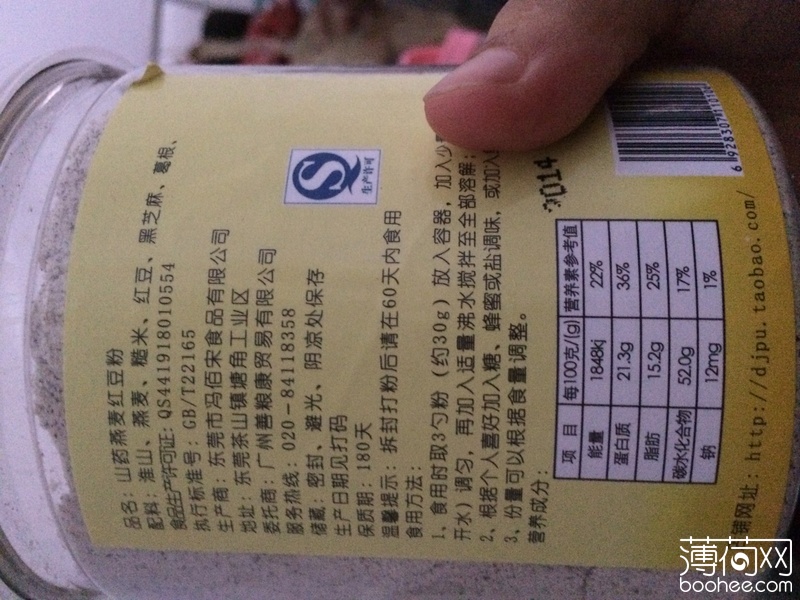 品名: 山药燕麦红豆粉
配料: 淮山、燕麦、糙米、红豆、黑芝麻、葛根、
食品生产许可证: QS441918010554
执行标准号: GB/T22165
生产商: 东莞市冯佰宋食品有限公司
地址: 东莞茶山镇塘角工业区
委托商: 广州善粮康贸易有限公司
服务热线: 020-84118358
储藏: 密封、避光、阴凉处保存
生产日期见打码
保质期: 180天
温馨提示: 拆封打粉后请在60天内食用
食用方法:
1、食用时取3勺粉（约30g）放入容器, 加入少
开水）调匀, 再加入适量沸水搅拌至全部溶解;
2、根据个人喜好加入糖、蜂蜜或盐调味, 或加入
3、份量可以根据食量调整。
营养成分:
生产许可
2014
项 目 每100克/(g) 营养素参考值
能量 1848kj 22%
蛋白质 21.3g 36%
脂肪 15.2g 25%
碳水化合物 52.0g 17%
钠 12mg 1%
铺网址: http://djpu.taobao.com/
薄荷网
boohee.com